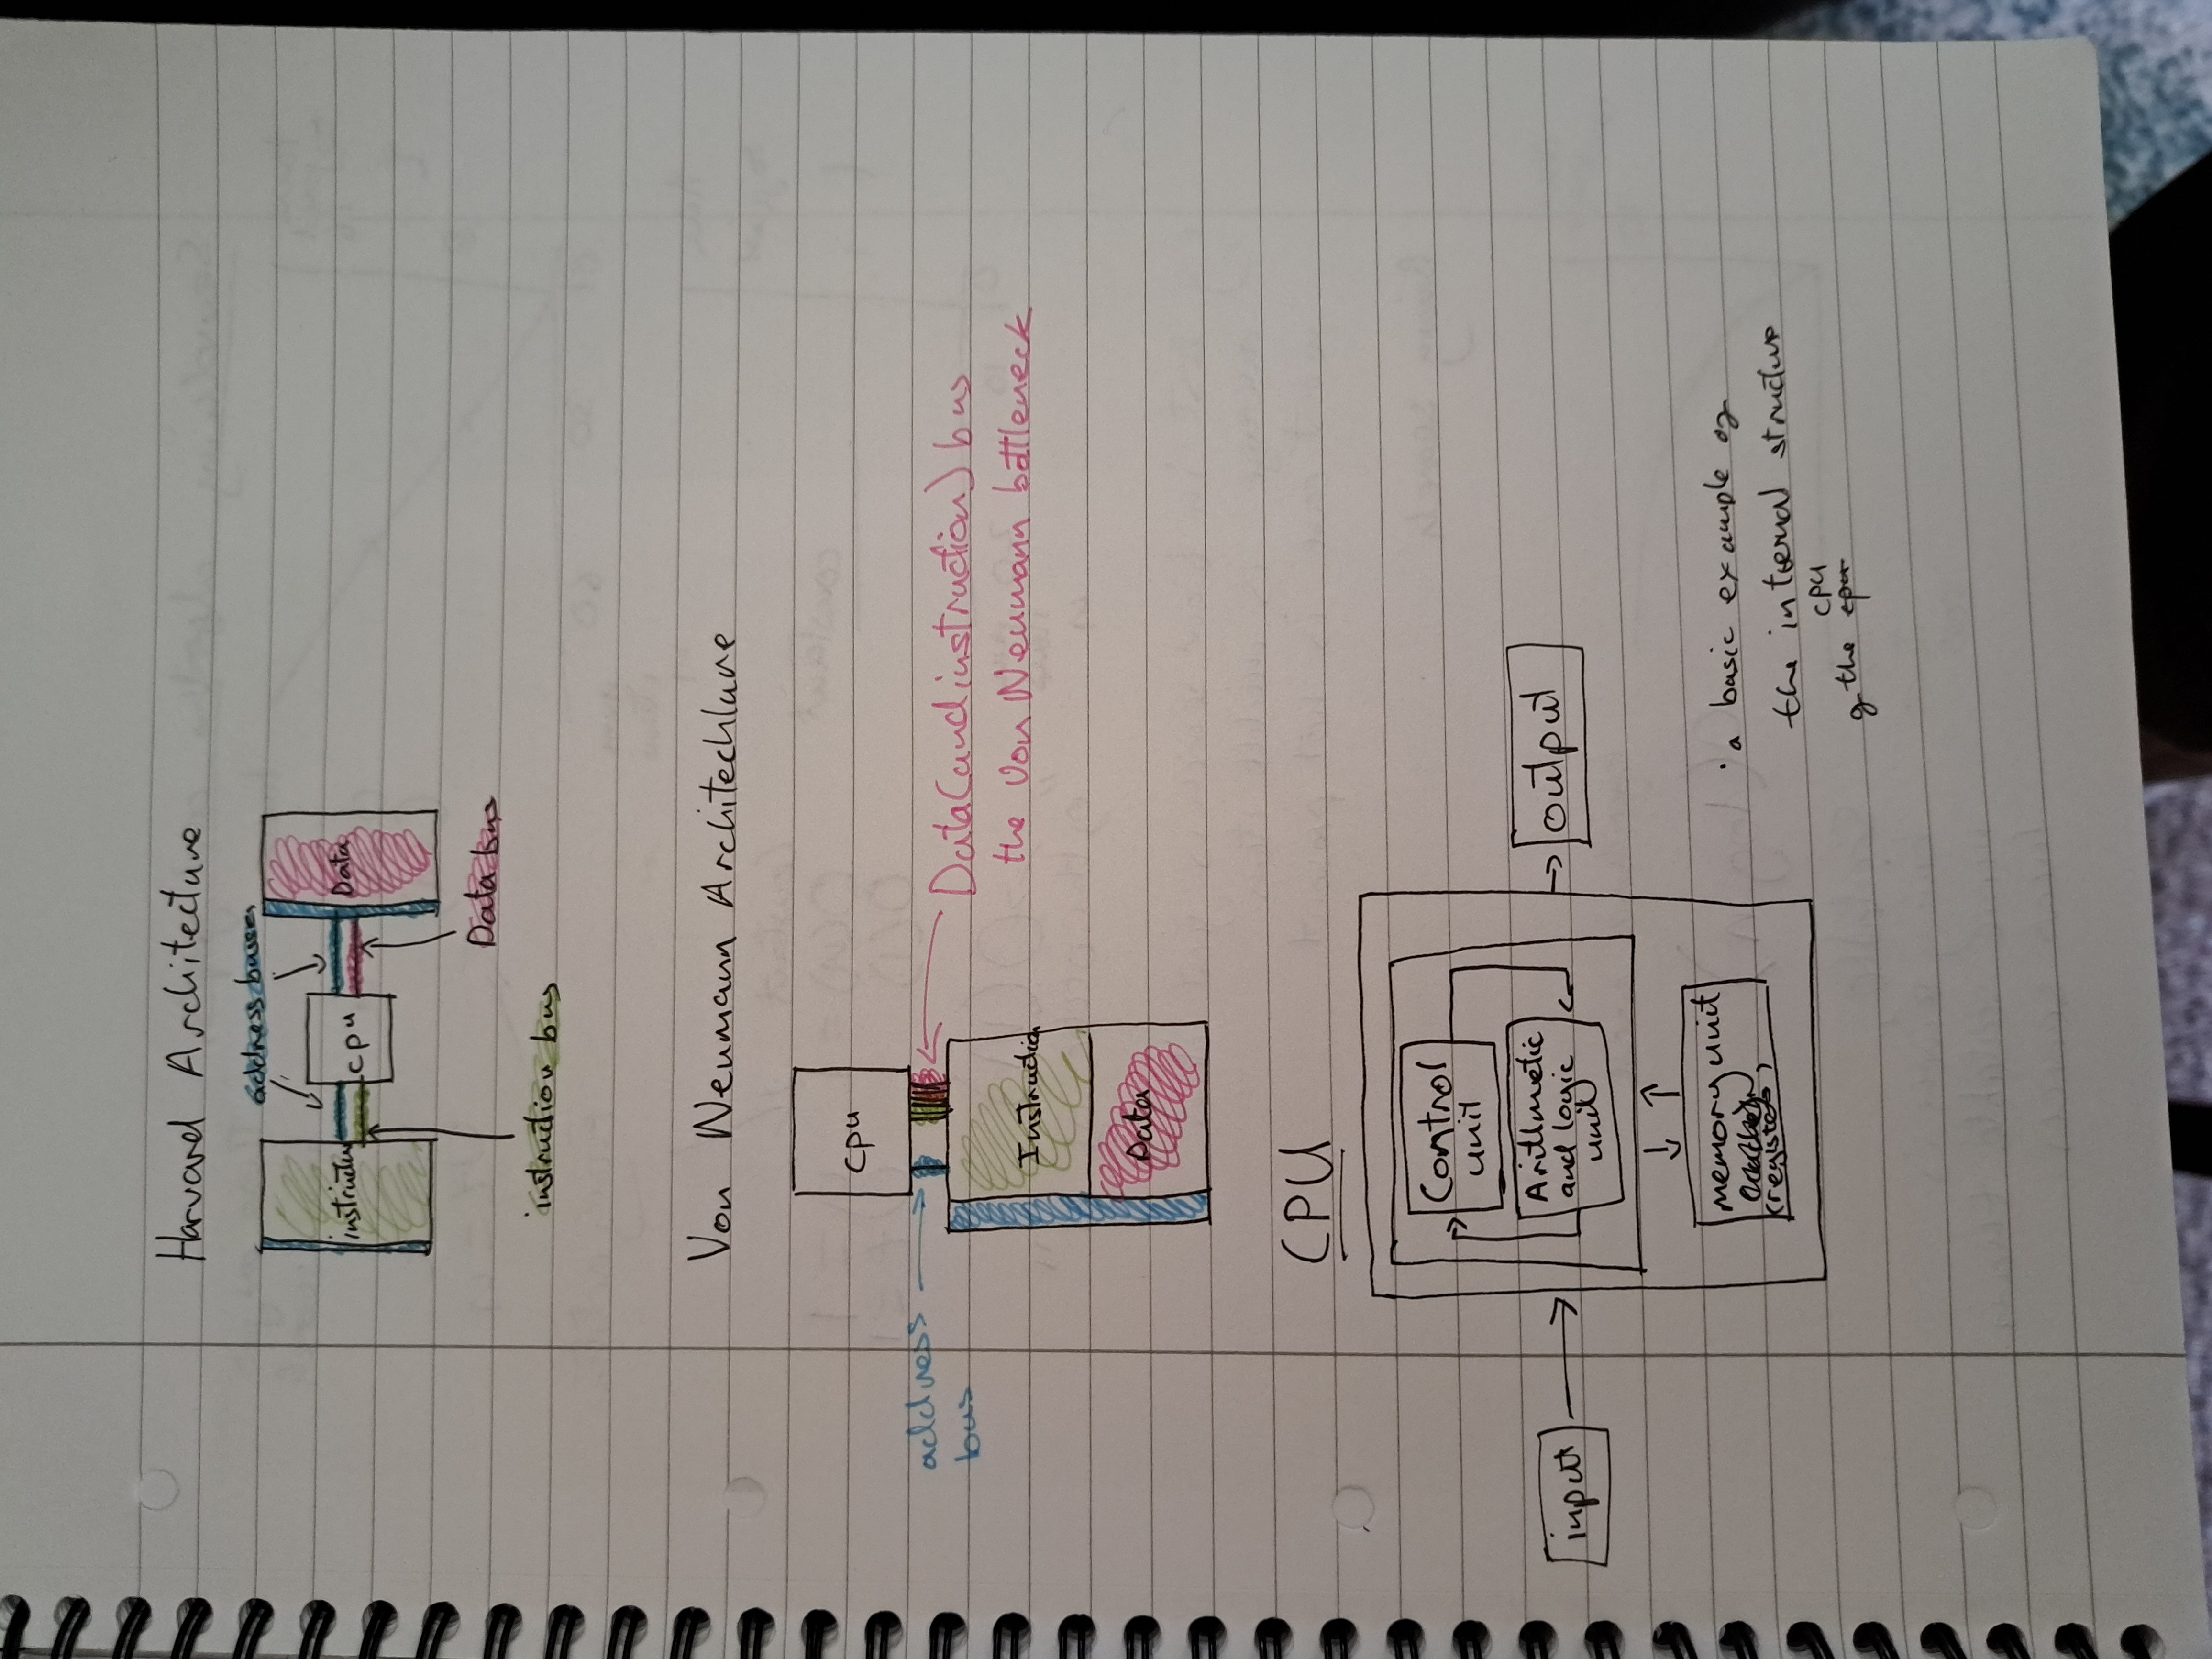 Harvard Architecture
address busses
instruction
cpu
Data
Data bus
instruction bus
Von Neumann Architechture
cpu
address
bus
Data(and instruction) bus
the Von Neumann bottleneck
Instruction
Data
CPU
Control
unit
Arithmetic
and logic
unit
input
output
memory unit
(registers)
· a basic example of
the internal structure
cpu
of the cpu